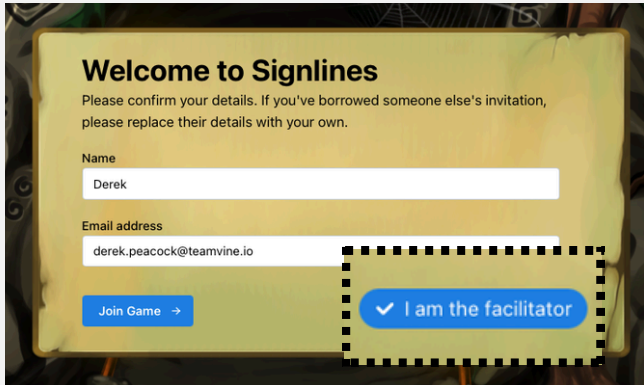 Welcome to Signlines
Please confirm your details. If you've borrowed someone else's invitation,
please replace their details with your own.
Name
Derek
Email address
derek.peacock@teamvine.io
Join Game →
✓ I am the facilitator